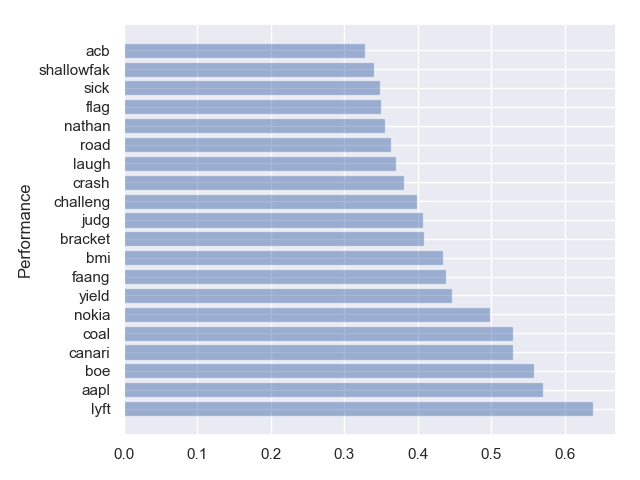 acb
shallowfak
sick
flag
nathan
road
laugh
crash
challeng
judg
bracket
bmi
faang
yield
nokia
coal
canari
boe
aapl
lyft
Performance
0.0 0.1 0.2 0.3 0.4 0.5 0.6